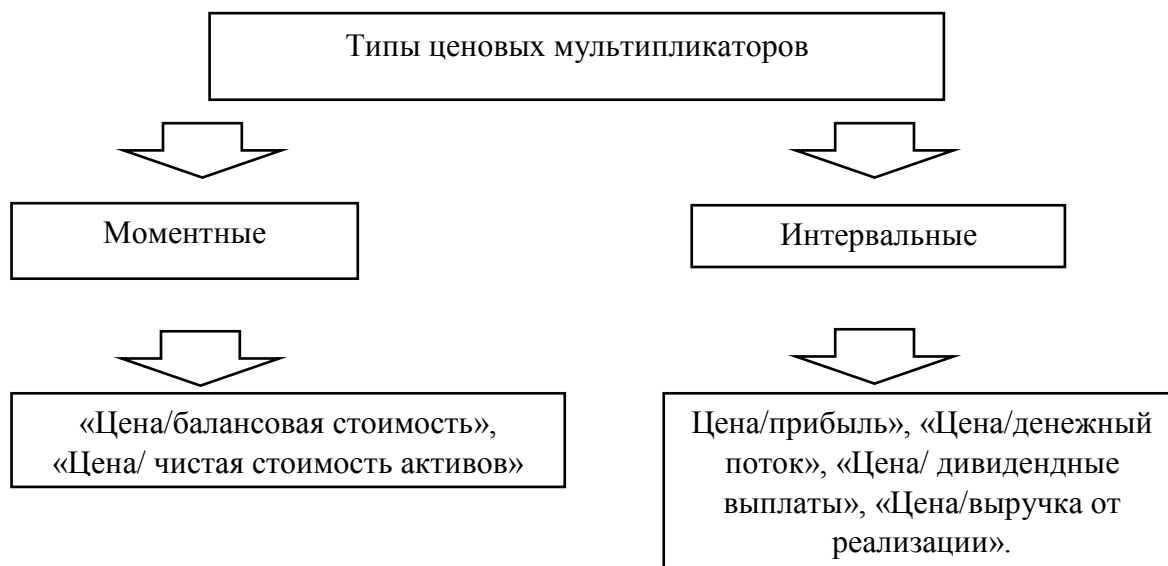 Типы ценовых мультипликаторов
Моментные
Интервальные
«Цена/балансовая стоимость»,
«Цена/ чистая стоимость активов»
Цена/прибыль», «Цена/денежный
поток», «Цена/ дивидендные
выплаты», «Цена/выручка от
реализации».